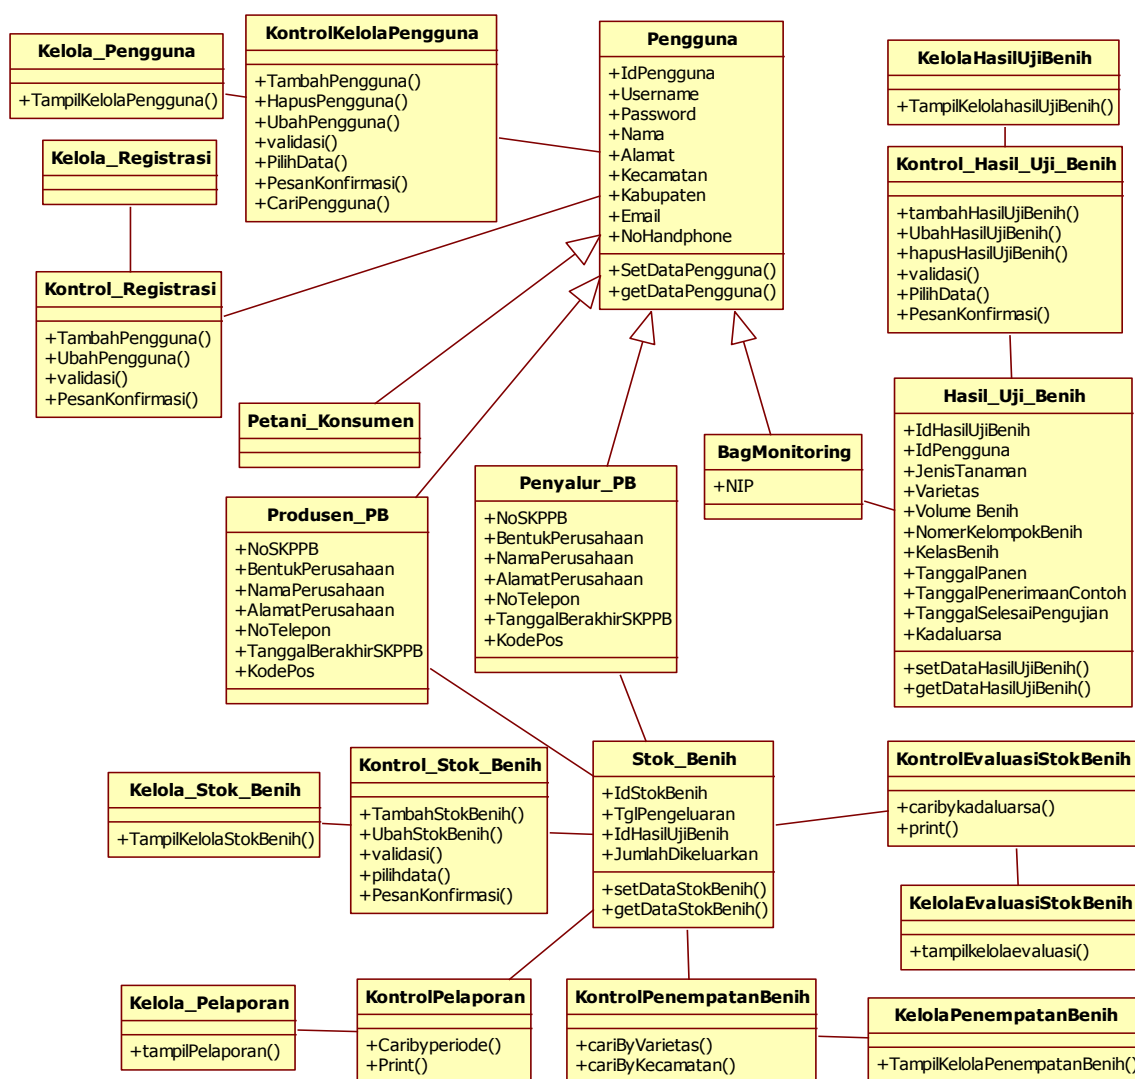 Kelola_Pengguna
+TampilKelolaPengguna()
KontrolKelolaPengguna
+TambahPengguna()
+HapusPengguna()
+UbahPengguna()
+validasi()
+PilihData()
+PesanKonfirmasi()
+CariPengguna()
Pengguna
+IdPengguna
+Username
+Password
+Nama
+Alamat
+Kecamatan
+Kabupaten
+Email
+NoHandphone
+SetDataPengguna()
+getDataPengguna()
KelolaHasilUjiBenih
+TampilKelolahasilUjiBenih()
Kelola_Registrasi
Kontrol_Hasil_Uji_Benih
+tambahHasilUjiBenih()
+UbahHasilUjiBenih()
+hapusHasilUjiBenih()
+validasi()
+PilihData()
+PesanKonfirmasi()
Kontrol_Registrasi
+TambahPengguna()
+UbahPengguna()
+validasi()
+PesanKonfirmasi()
Petani_Konsumen
BagMonitoring
+NIP
Hasil_Uji_Benih
+IdHasilUjiBenih
+IdPengguna
+JenisTanaman
+Varietas
+Volume Benih
+NomerKelompokBenih
+KelasBenih
+TanggalPanen
+TanggalPenerimaanContoh
+TanggalSelesaiPengujian
+Kadaluarsa
+setDataHasilUjiBenih()
+getDataHasilUjiBenih()
Produsen_PB
+NoSKPPB
+BentukPerusahaan
+NamaPerusahaan
+AlamatPerusahaan
+NoTelepon
+TanggalBerakhirSKPPB
+KodePos
Penyalur_PB
+NoSKPPB
+BentukPerusahaan
+NamaPerusahaan
+AlamatPerusahaan
+NoTelepon
+TanggalBerakhirSKPPB
+KodePos
Kelola_Stok_Benih
+TampilKelolaStokBenih()
Kontrol_Stok_Benih
+TambahStokBenih()
+UbahStokBenih()
+validasi()
+pilihdata()
+PesanKonfirmasi()
Stok_Benih
+IdStokBenih
+TglPengeluaran
+IdHasilUjiBenih
+JumlahDikeluarkan
+setDataStokBenih()
+getDataStokBenih()
KontrolEvaluasiStokBenih
+caribykadaluarsa()
+print()
KelolaEvaluasiStokBenih
+tampilkelolaevaluasi()
Kelola_Pelaporan
+tampilPelaporan()
KontrolPelaporan
+Caribyperiode()
+Print()
KontrolPenempatanBenih
+cariByVarietas()
+cariByKecamatan()
KelolaPenempatanBenih
+TampilKelolaPenempatanBenih()